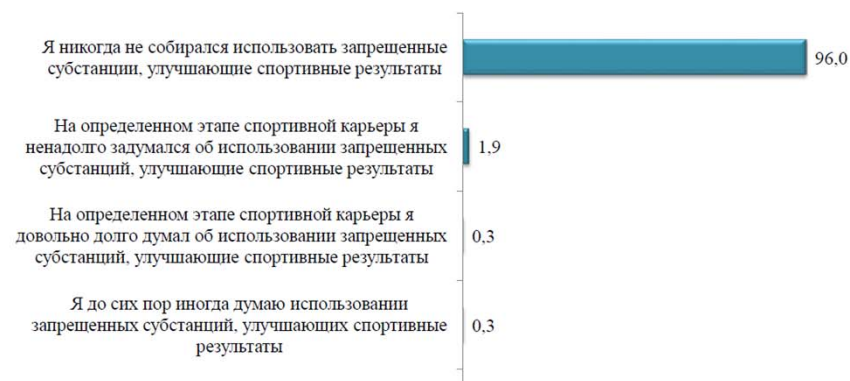 Я никогда не собирался использовать запрещенные
субстанции, улучшающие спортивные результаты
96,0
На определенном этапе спортивной карьеры я
ненадолго задумался об использовании запрещенных
субстанций, улучшающие спортивные результаты
1,9
На определенном этапе спортивной карьеры я
довольно долго думал об использовании запрещенных
субстанций, улучшающие спортивные результаты
0,3
Я до сих пор иногда думаю использовании
запрещенных субстанций, улучшающих спортивные
результаты
0,3